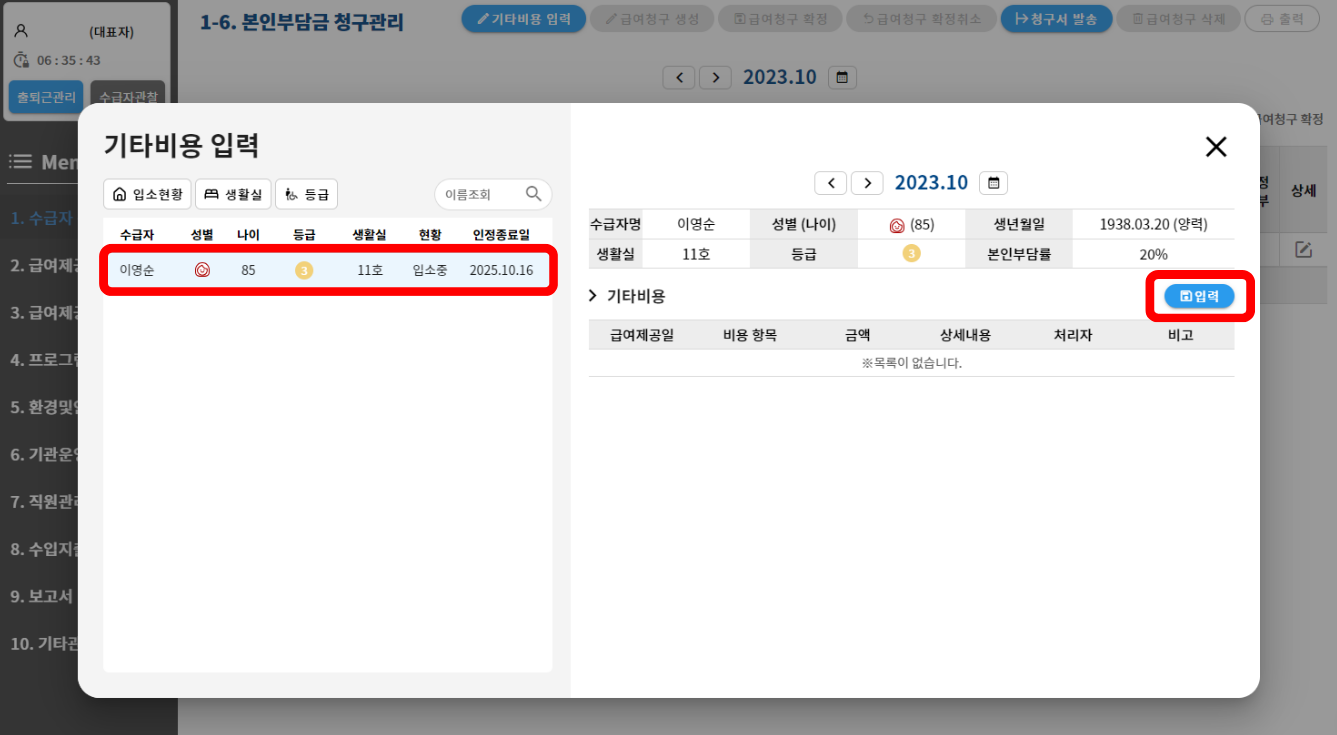 (대표자)
06 : 35 : 43
출퇴근관리 수급자관찰
Men
1. 수급자
2. 급여제공
3. 급여제공
4. 프로그램
5. 환경및안
6. 기관운영
7. 직원관리
8. 수입지출
9. 보고서
10. 기타관
1-6. 본인부담금 청구관리
기타비용 입력 급여청구 생성 급여청구 확정 급여청구 확정취소 청구서 발송 급여청구 삭제 출력
< > 2023.10
급여청구 확정
상세
기타비용 입력
입소현황 생활실 등급 이름조회
수급자 성별 나이 등급 생활실 현황 인정종료일
이영순 여 85 3 11호 입소중 2025.10.16
< > 2023.10
수급자명 이영순 성별 (나이) 여 (85) 생년월일 1938.03.20 (양력)
생활실 11호 등급 3 본인부담률 20%
> 기타비용 입력
급여제공일 비용 항목 금액 상세내용 처리자 비고
※목록이 없습니다.